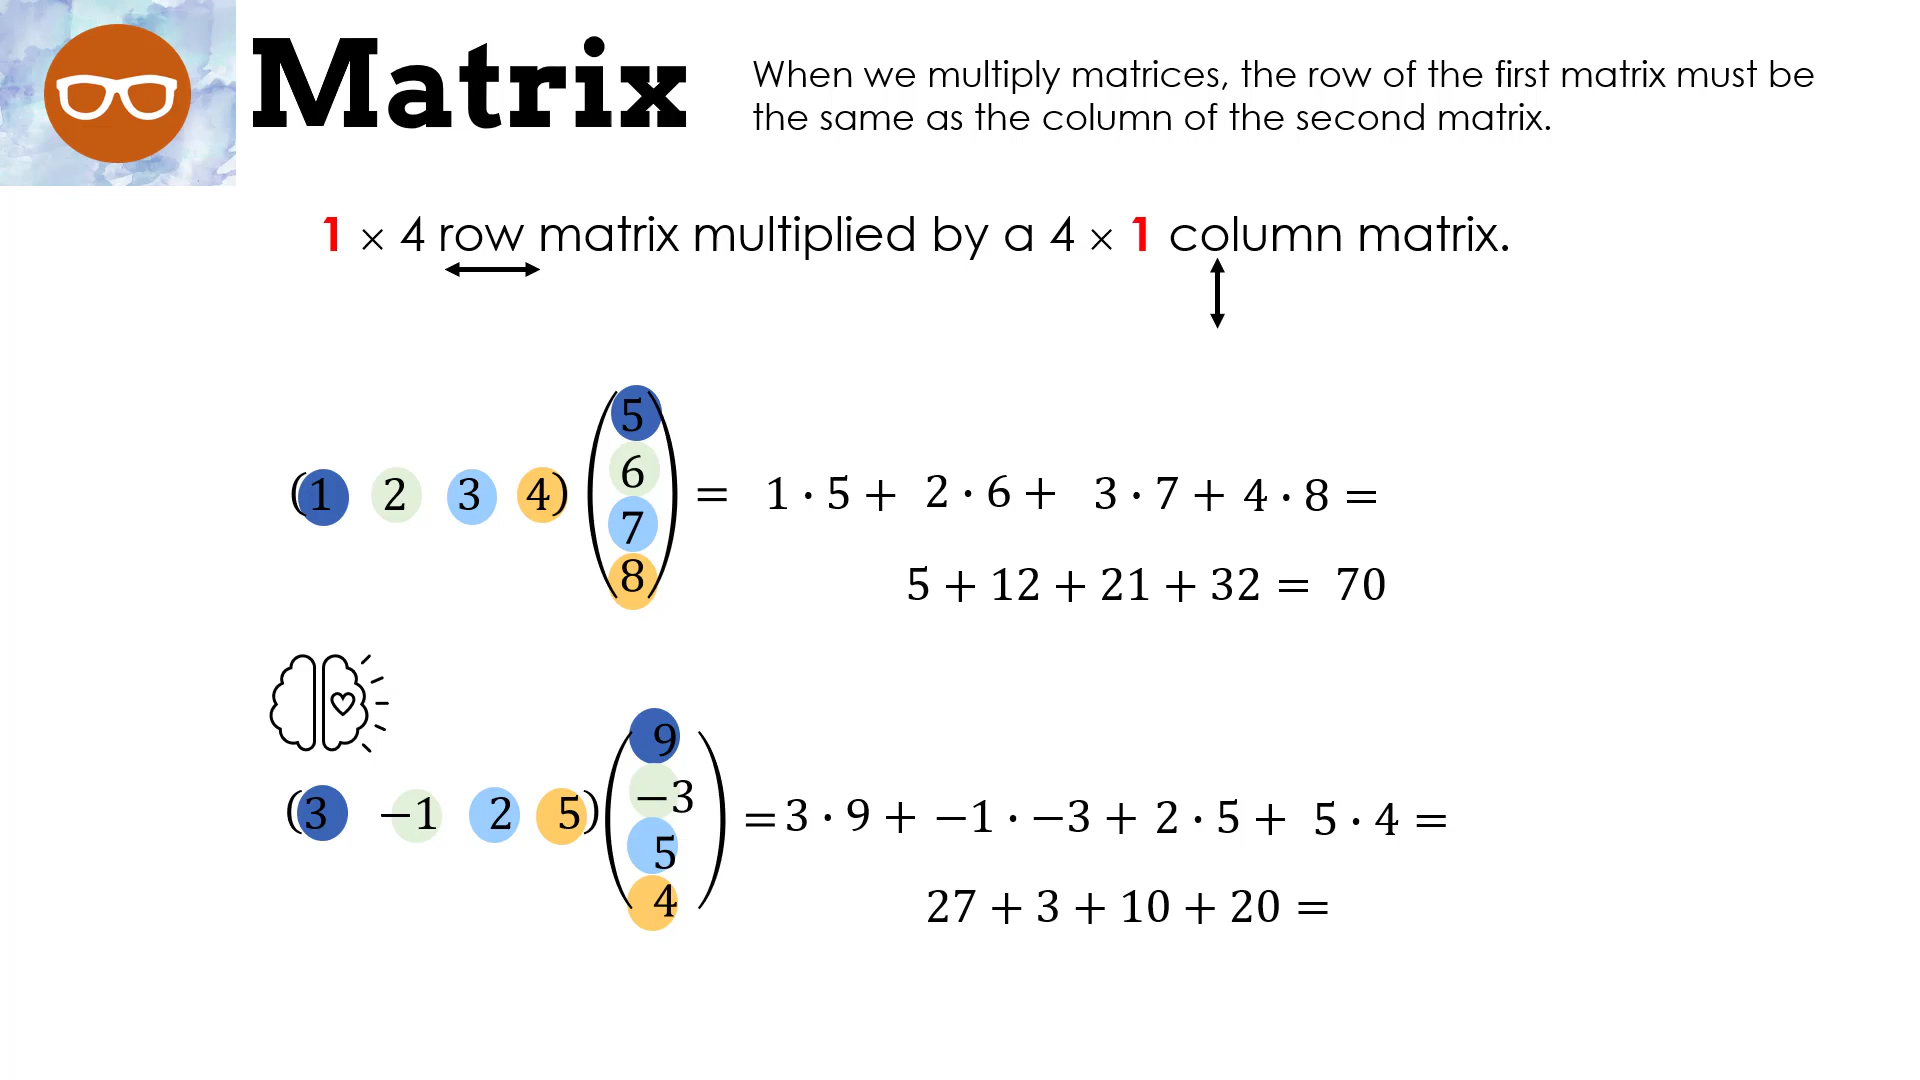 Matrix
When we multiply matrices, the row of the first matrix must be
the same as the column of the second matrix.
1 × 4 row matrix multiplied by a 4 × 1 column matrix.
(1 2 3 4)
(5
6
7
8)
= 1 · 5 + 2 · 6 + 3 · 7 + 4 · 8 =
5 + 12 + 21 + 32 = 70
(3 −1 2 5)
(9
−3
5
4)
= 3 · 9 + −1 · −3 + 2 · 5 + 5 · 4 =
27 + 3 + 10 + 20 =